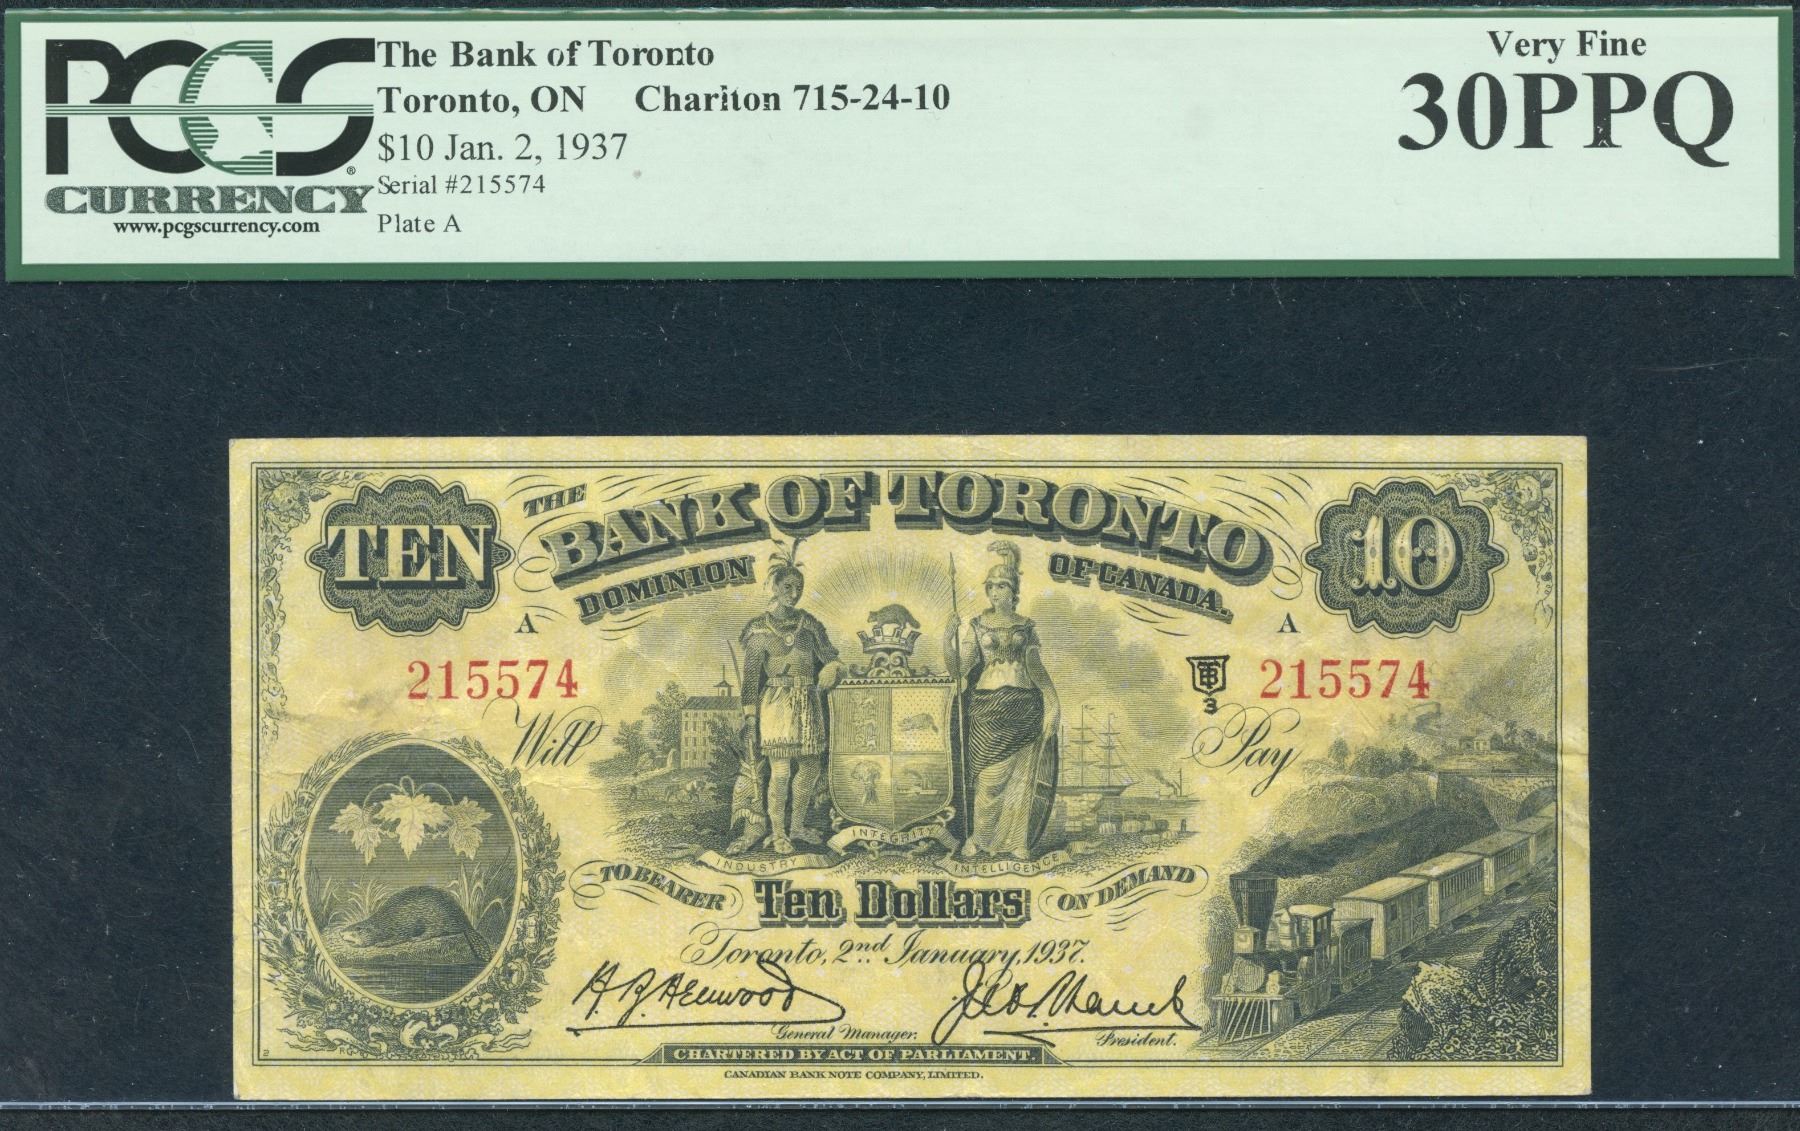 PCGS
CURRENCY
www.pcgscurrency.com
The Bank of Toronto
Toronto, ON Chariton 715-24-10
$10 Jan. 2, 1937
Serial #215574
Plate A
Very Fine
30PPQ
TEN
THE
BANK OF TORONTO
DOMINION OF CANADA.
10
A A
215574 TBT 215574
3
Will Pay
INDUSTRY INTEGRITY INTELLIGENCE
TO BEARER Ten Dollars ON DEMAND
Toronto, 2nd January, 1937.
General Manager. President.
CHARTERED BY ACT OF PARLIAMENT.
CANADIAN BANK NOTE COMPANY, LIMITED.
2